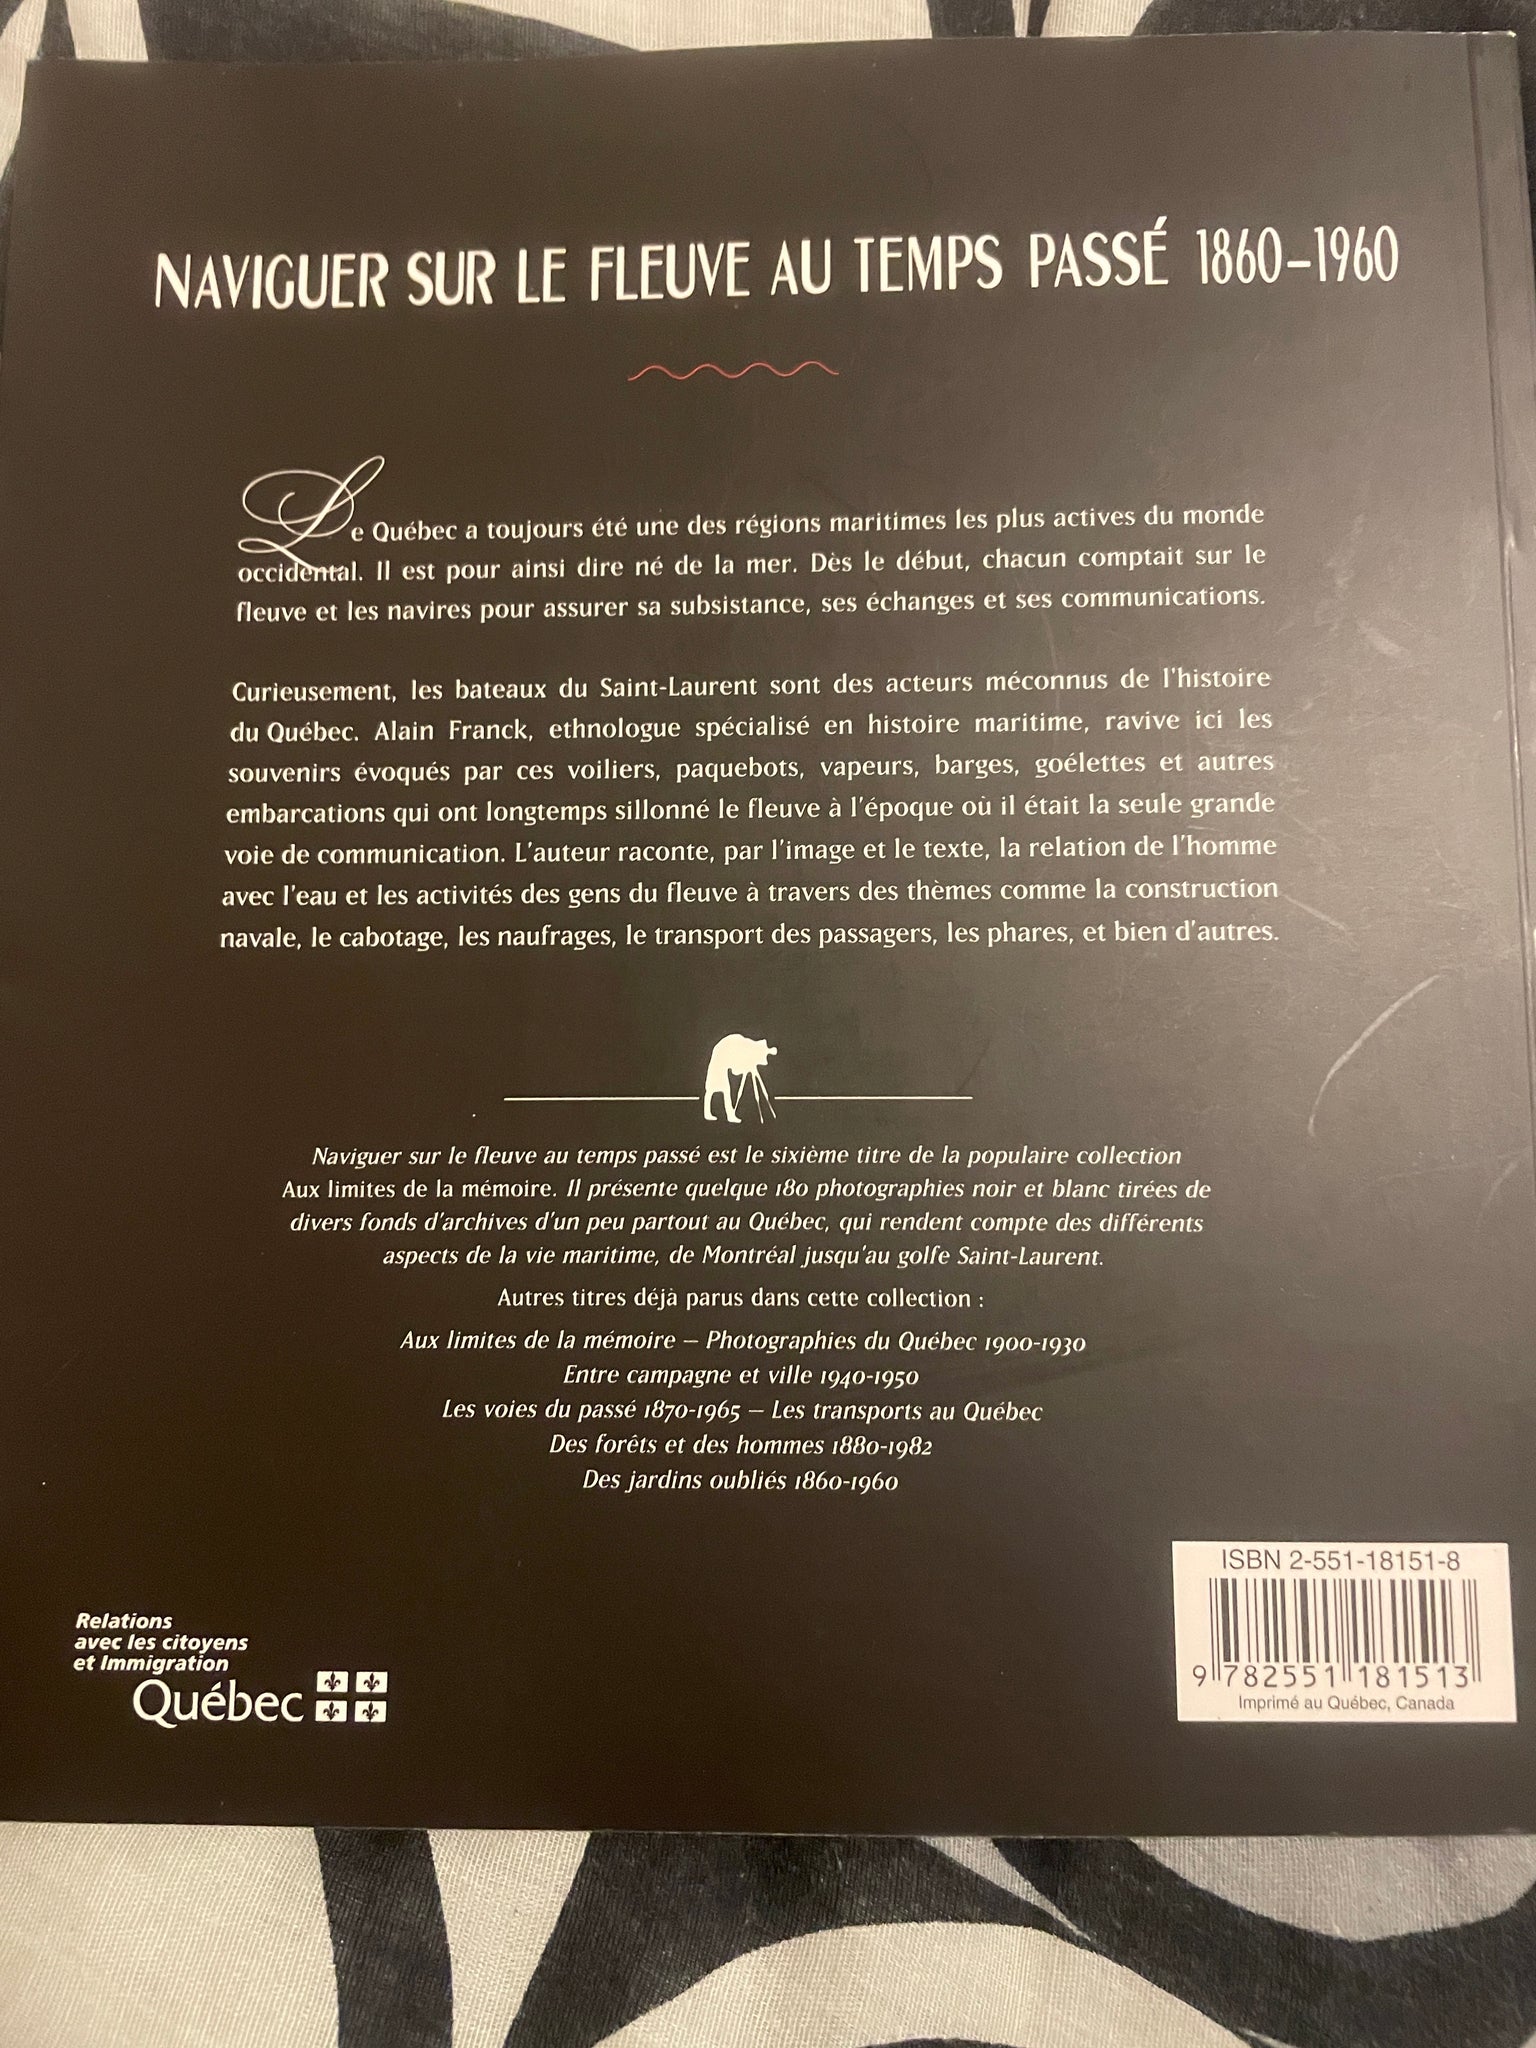 NAVIGUER SUR LE FLEUVE AU TEMPS PASSÉ 1860–1960
Le Québec a toujours été une des régions maritimes les plus actives du monde
occidental. Il est pour ainsi dire né de la mer. Dès le début, chacun comptait sur le
fleuve et les navires pour assurer sa subsistance, ses échanges et ses communications.
Curieusement, les bateaux du Saint-Laurent sont des acteurs méconnus de l'histoire
du Québec. Alain Franck, ethnologue spécialisé en histoire maritime, ravive ici les
souvenirs évoqués par ces voiliers, paquebots, vapeurs, barges, goélettes et autres
embarcations qui ont longtemps sillonné le fleuve à l'époque où il était la seule grande
voie de communication. L'auteur raconte, par l'image et le texte, la relation de l'homme
avec l'eau et les activités des gens du fleuve à travers des thèmes comme la construction
navale, le cabotage, les naufrages, le transport des passagers, les phares, et bien d'autres.
Naviguer sur le fleuve au temps passé est le sixième titre de la populaire collection
Aux limites de la mémoire. Il présente quelque 180 photographies noir et blanc tirées de
divers fonds d'archives d'un peu partout au Québec, qui rendent compte des différents
aspects de la vie maritime, de Montréal jusqu'au golfe Saint-Laurent.
Autres titres déjà parus dans cette collection :
Aux limites de la mémoire – Photographies du Québec 1900-1930
Entre campagne et ville 1940-1950
Les voies du passé 1870-1965 – Les transports au Québec
Des forêts et des hommes 1880-1982
Des jardins oubliés 1860-1960
Relations
avec les citoyens
et Immigration
Québec
ISBN 2-551-18151-8
9 782551 181513
Imprimé au Québec, Canada